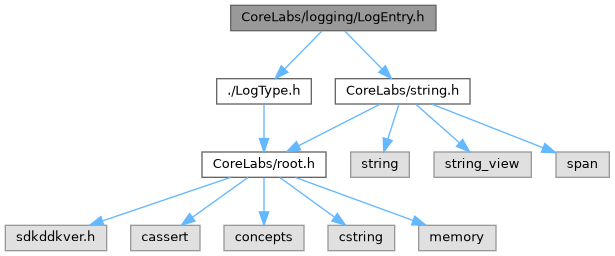 CoreLabs/logging/LogEntry.h
./LogType.h
CoreLabs/string.h
CoreLabs/root.h
string
string_view
span
sdkddkver.h
cassert
concepts
cstring
memory